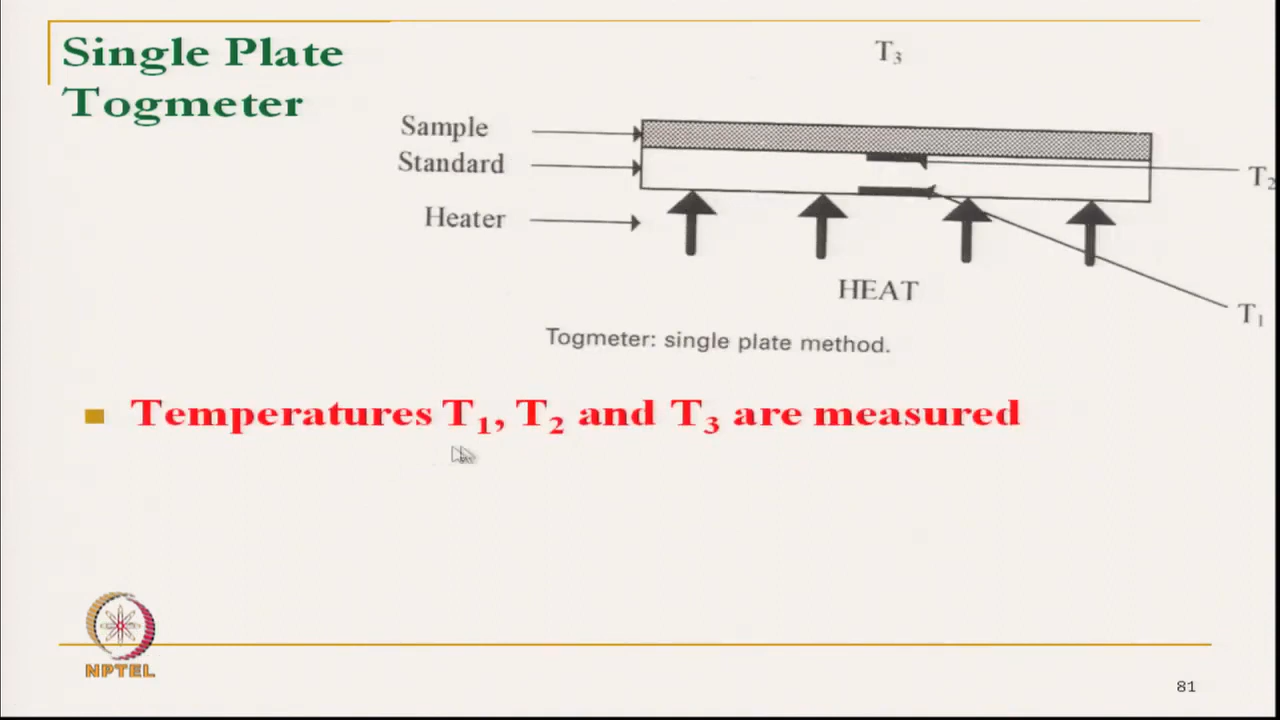 Single Plate
Togmeter
T₃
Sample
Standard
T₂
Heater
HEAT
T₁
Togmeter: single plate method.
Temperatures T₁, T₂ and T₃ are measured
NPTEL
81